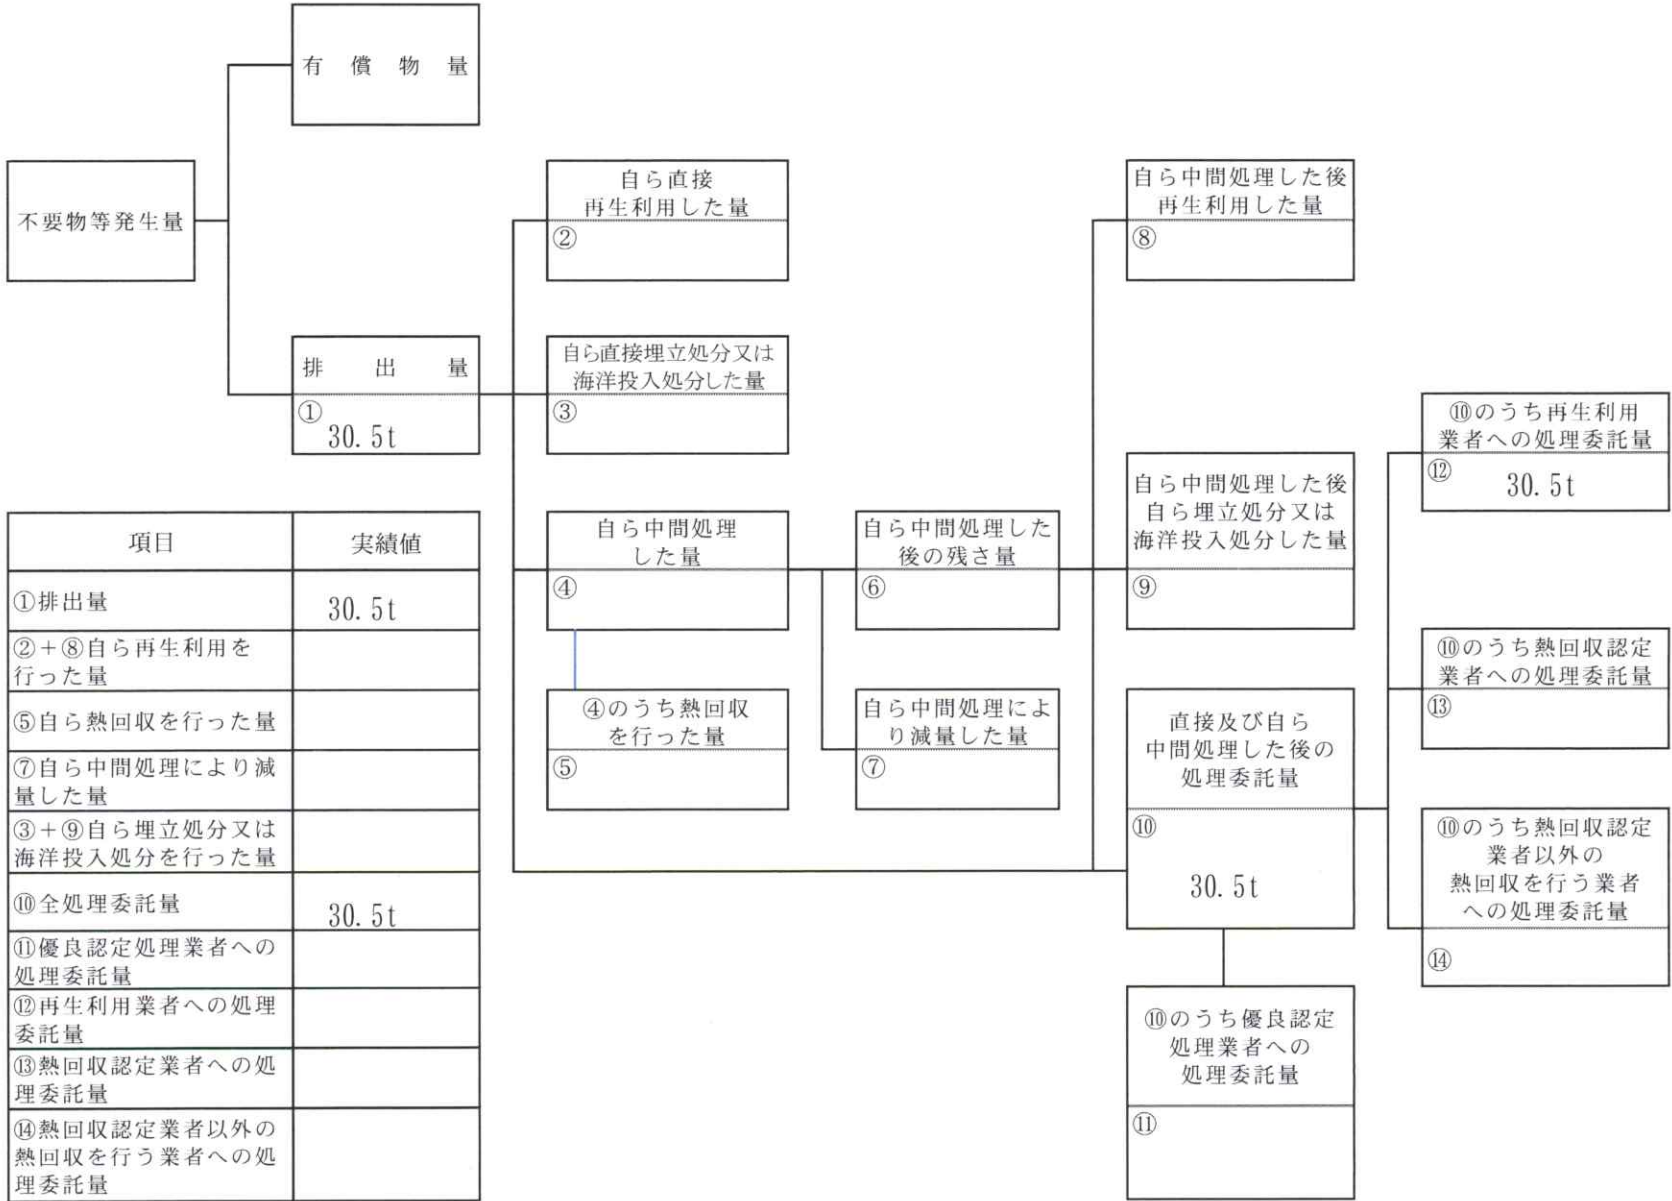 有償物量
不要物等発生量
排出量
①
30.5t
自ら直接
再生利用した量
②
自ら直接埋立処分又は
海洋投入処分した量
③
自ら中間処理
した量
④
④のうち熱回収
を行った量
⑤
自ら中間処理した
後の残さ量
⑥
自ら中間処理によ
り減量した量
⑦
自ら中間処理した後
再生利用した量
⑧
自ら中間処理した後
自ら埋立処分又は
海洋投入処分した量
⑨
直接及び自ら
中間処理した後の
処理委託量
⑩
30.5t
⑩のうち優良認定
処理業者への
処理委託量
⑪
⑩のうち再生利用
業者への処理委託量
⑫
30.5t
⑩のうち熱回収認定
業者への処理委託量
⑬
⑩のうち熱回収認定
業者以外の
熱回収を行う業者
への処理委託量
⑭
項目 実績値
①排出量 30.5t
②+⑧自ら再生利用を
行った量
⑤自ら熱回収を行った量
⑦自ら中間処理により減
量した量
③+⑨自ら埋立処分又は
海洋投入処分を行った量
⑩全処理委託量 30.5t
⑪優良認定処理業者への
処理委託量
⑫再生利用業者への処理
委託量
⑬熱回収認定業者への処
理委託量
⑭熱回収認定業者以外の
熱回収を行う業者への処
理委託量